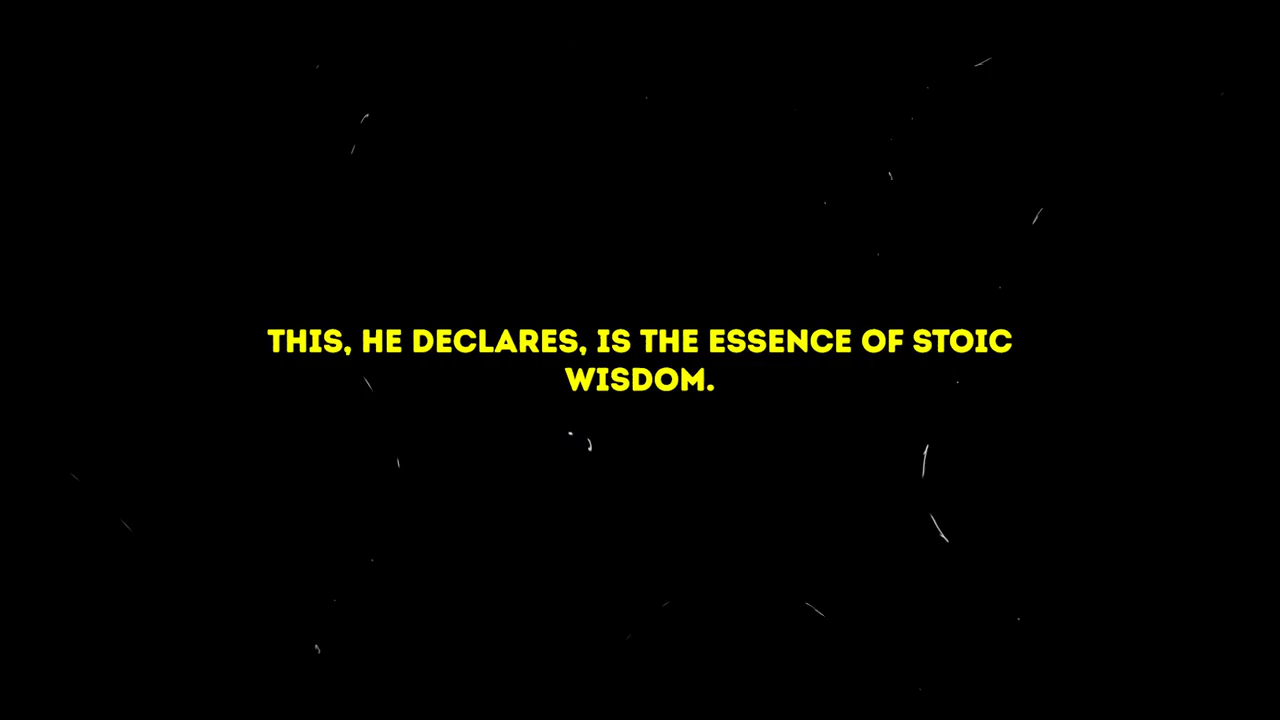 THIS, HE DECLARES, IS THE ESSENCE OF STOIC
WISDOM.